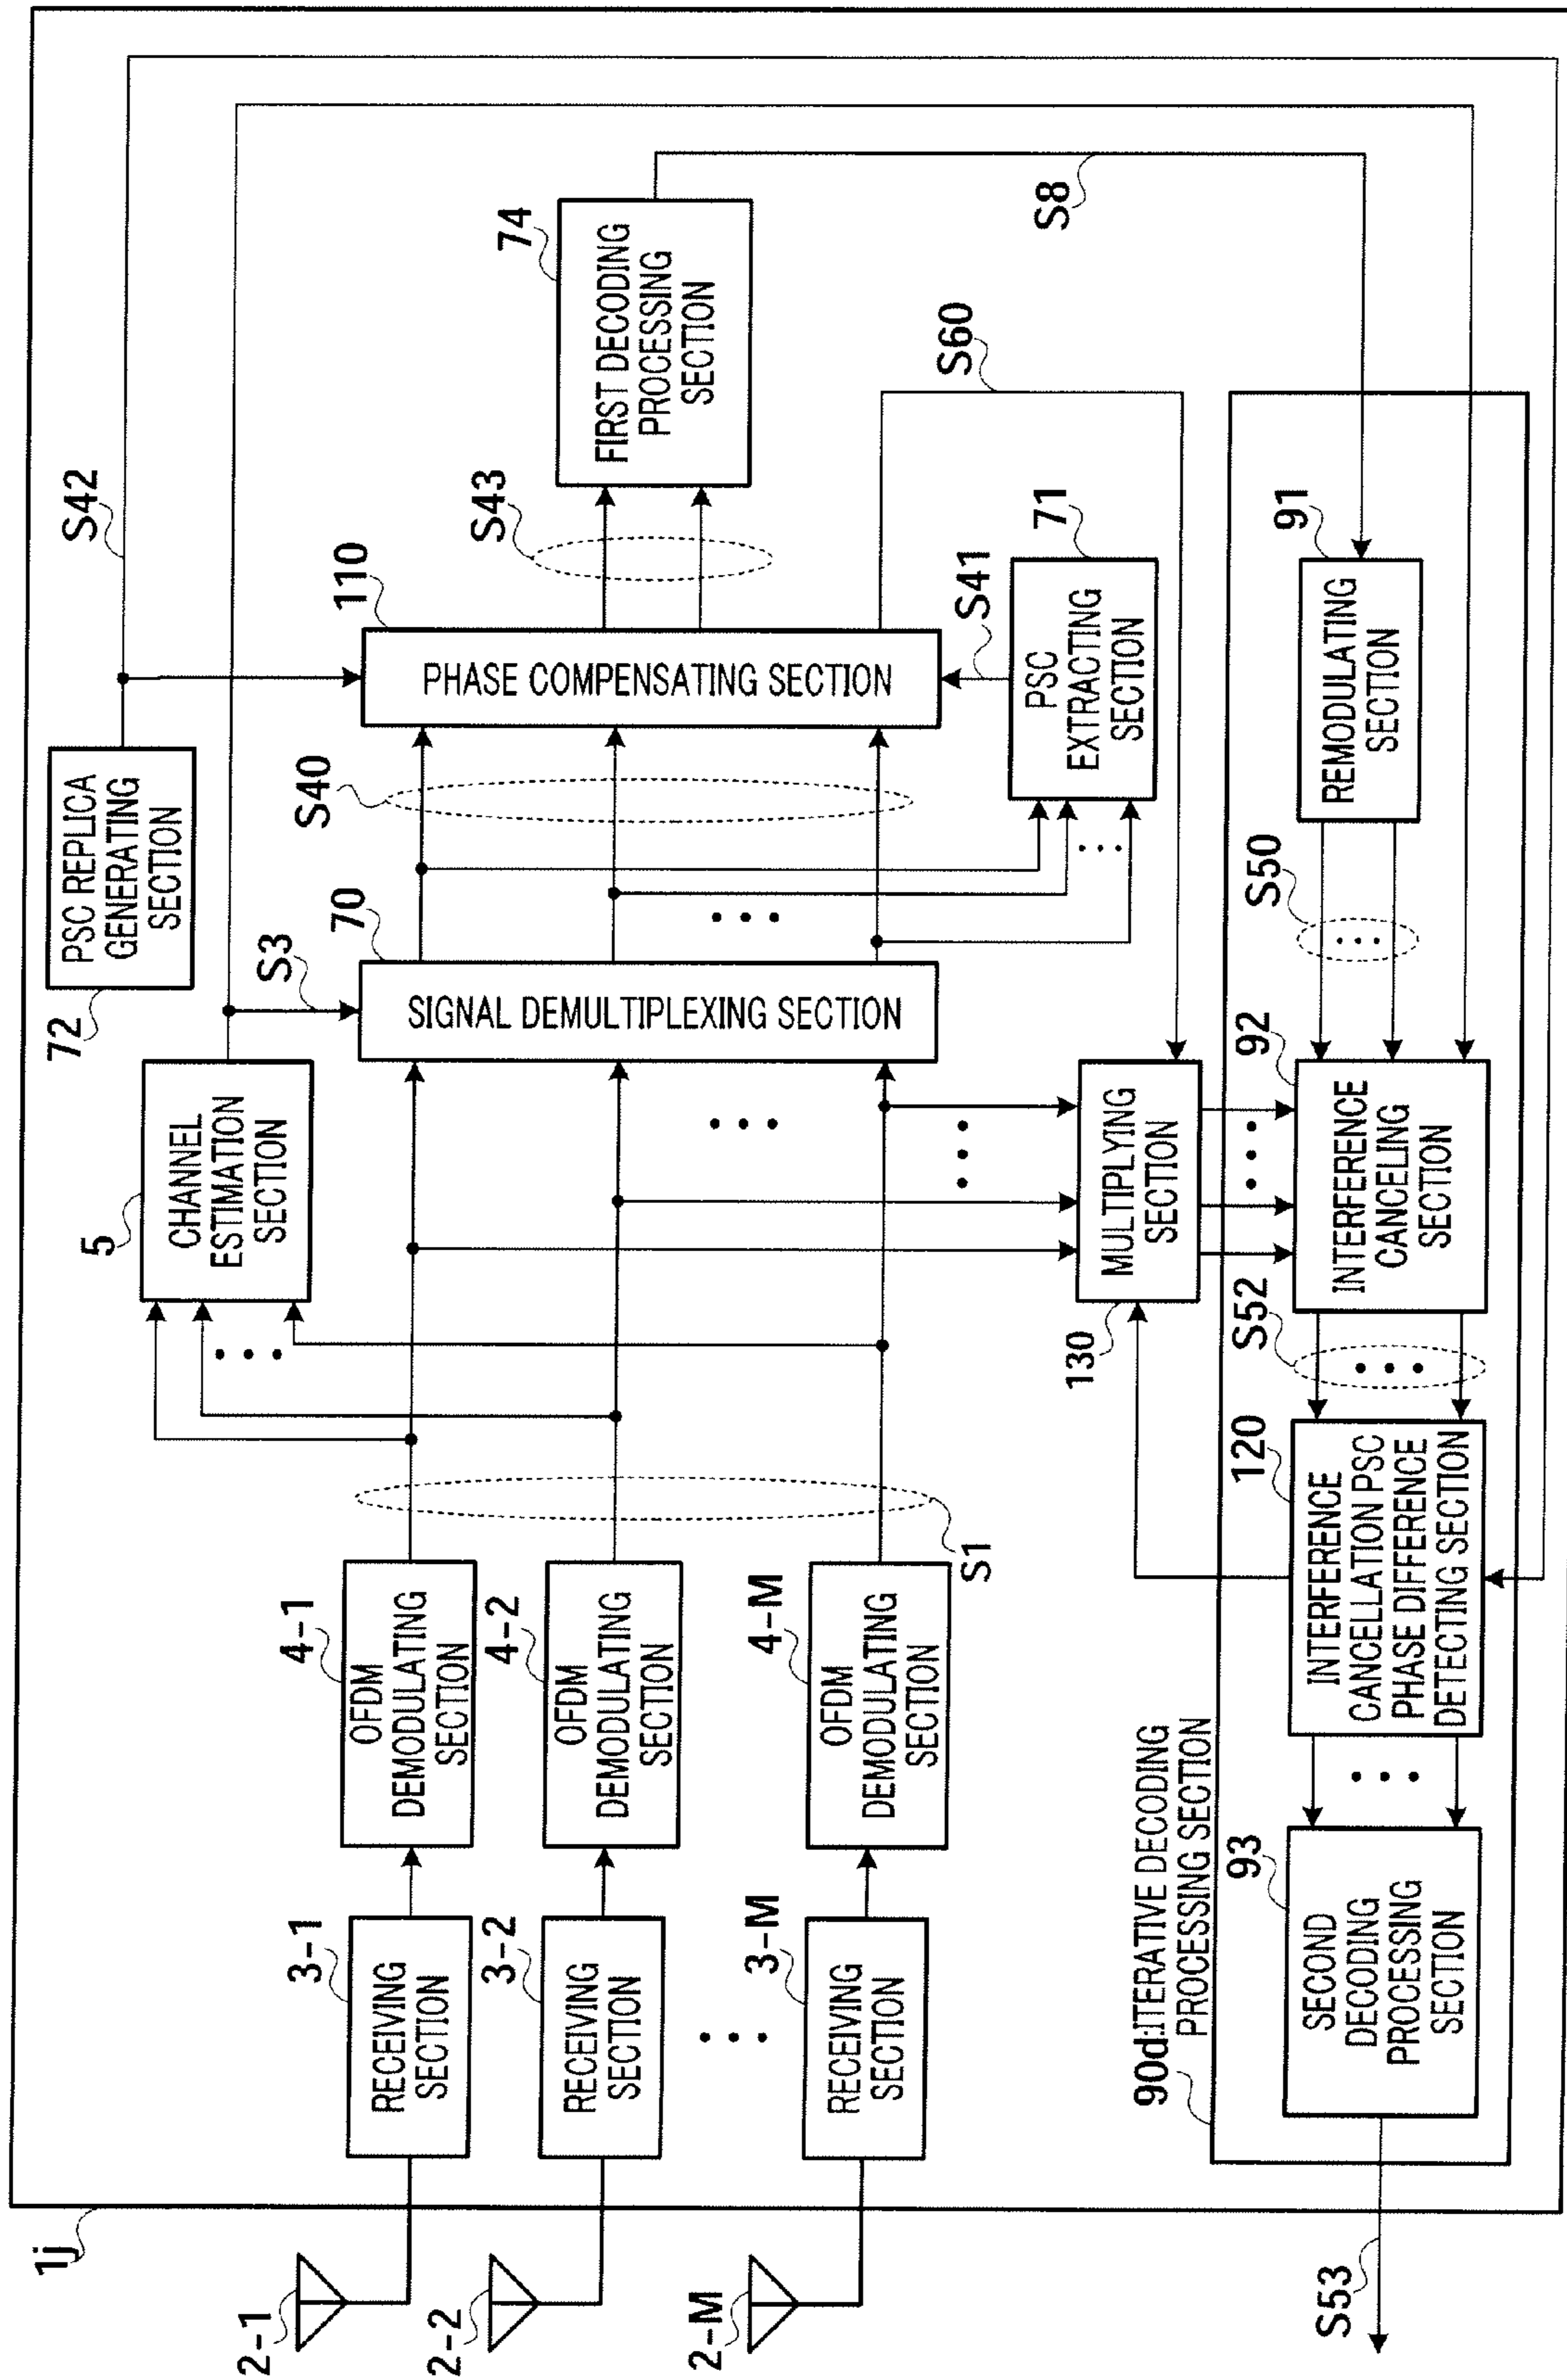 1j
2-1
2-2
2-M
3-1
RECEIVING
SECTION
3-2
RECEIVING
SECTION
3-M
RECEIVING
SECTION
4-1
OFDM
DEMODULATING
SECTION
4-2
OFDM
DEMODULATING
SECTION
4-M
OFDM
DEMODULATING
SECTION
S1
5
CHANNEL
ESTIMATION
SECTION
S3
72
PSC REPLICA
GENERATING
SECTION
S42
70
SIGNAL DEMULTIPLEXING SECTION
S40
110
PHASE COMPENSATING SECTION
S43
74
FIRST DECODING
PROCESSING
SECTION
S41
71
PSC
EXTRACTING
SECTION
S60
S8
130
MULTIPLYING
SECTION
90d:ITERATIVE DECODING
PROCESSING SECTION
93
SECOND
DECODING
PROCESSING
SECTION
120
INTERFERENCE
CANCELLATION PSC
PHASE DIFFERENCE
DETECTING SECTION
S52
92
INTERFERENCE
CANCELING
SECTION
S50
91
REMODULATING
SECTION
S53